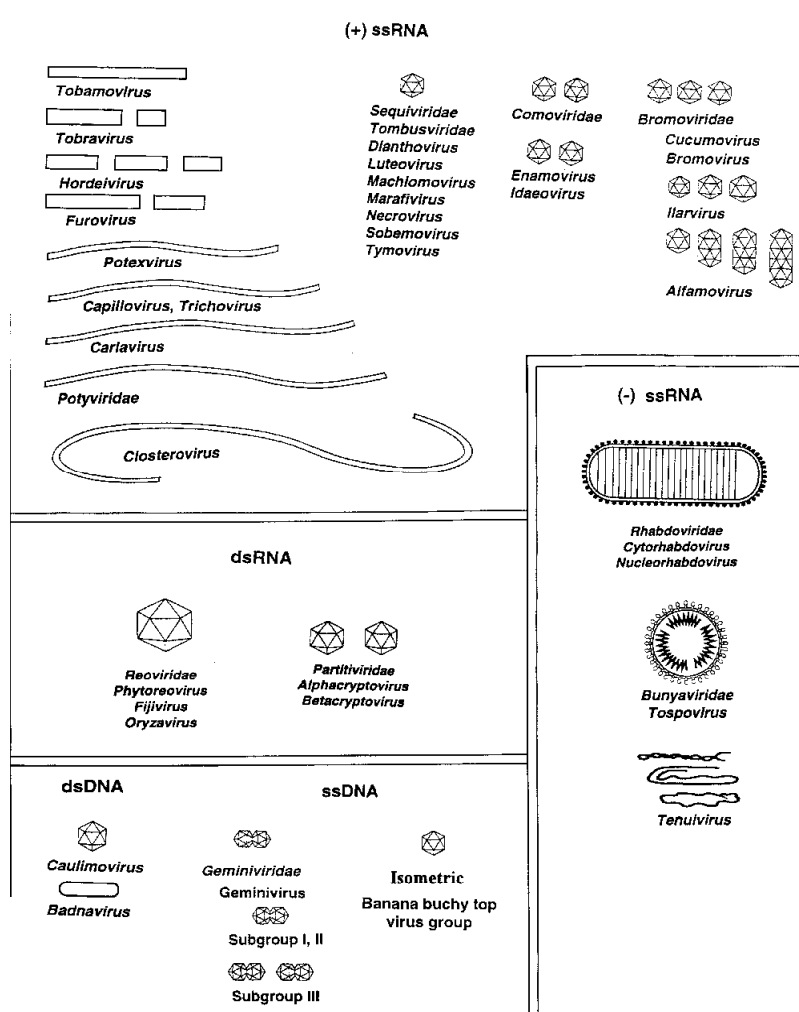 (+) ssRNA
Tobamovirus
Tobravirus
Hordeivirus
Furovirus
Potexvirus
Capillovirus, Trichovirus
Carlavirus
Potyviridae
Closterovirus
Sequiviridae
Tombusviridae
Dianthovirus
Luteovirus
Machlomovirus
Marafivirus
Necrovirus
Sobemovirus
Tymovirus
Comoviridae
Enamovirus
Idaeovirus
Bromoviridae
Cucumovirus
Bromovirus
Ilarvirus
Alfamovirus
(-) ssRNA
Rhabdoviridae
Cytorhabdovirus
Nucleorhabdovirus
Bunyaviridae
Tospovirus
Tenuivirus
dsRNA
Reoviridae
Phytoreovirus
Fijivirus
Oryzavirus
Partitiviridae
Alphacryptovirus
Betacryptovirus
dsDNA
Caulimovirus
Badnavirus
ssDNA
Geminiviridae
Geminivirus
Subgroup I, II
Subgroup III
Isometric
Banana buchy top
virus group